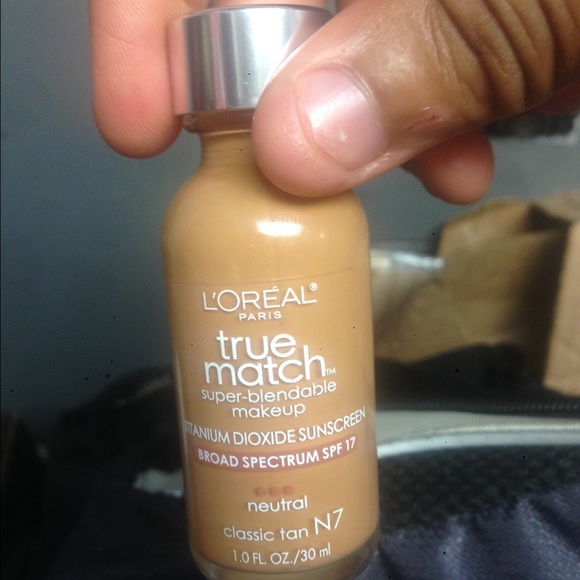 L'ORÉAL®
PARIS
true
match™
super-blendable
makeup
TITANIUM DIOXIDE SUNSCREEN
BROAD SPECTRUM SPF 17
neutral
classic tan N7
1.0 FL. OZ./30 ml